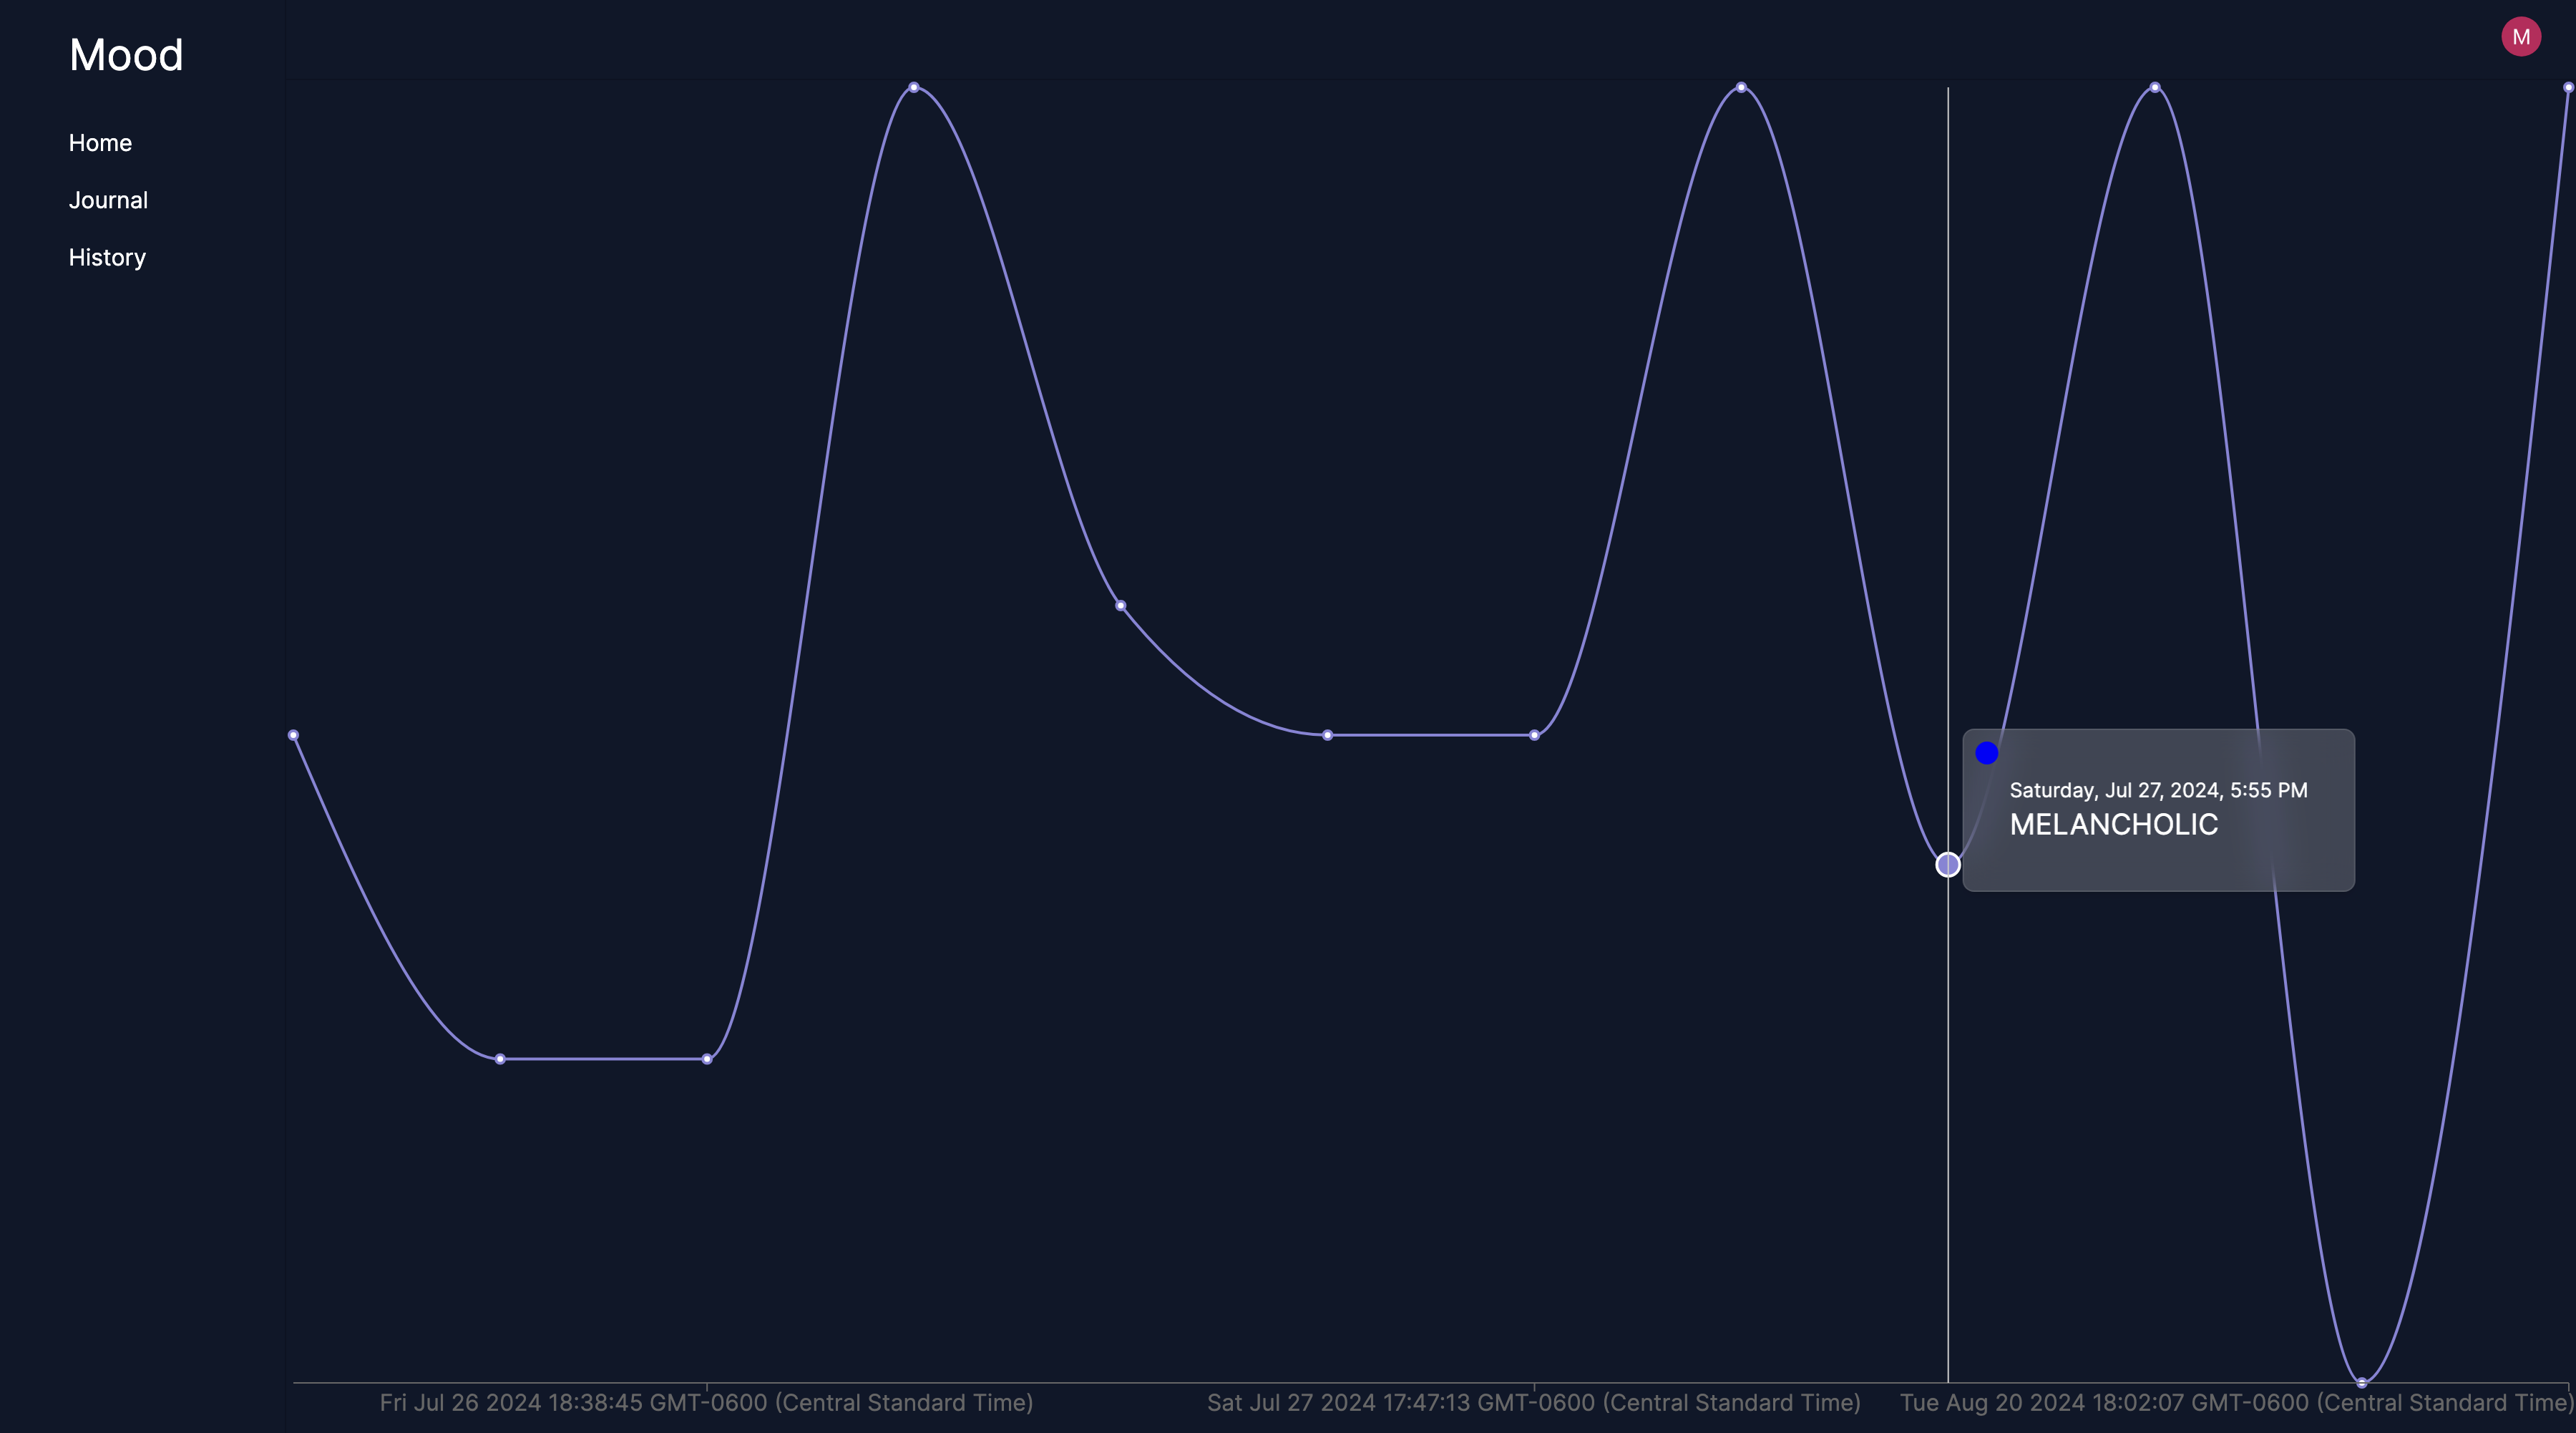 Mood
M
Home
Journal
History
Saturday, Jul 27, 2024, 5:55 PM
MELANCHOLIC
Fri Jul 26 2024 18:38:45 GMT-0600 (Central Standard Time)
Sat Jul 27 2024 17:47:13 GMT-0600 (Central Standard Time)
Tue Aug 20 2024 18:02:07 GMT-0600 (Central Standard Time)